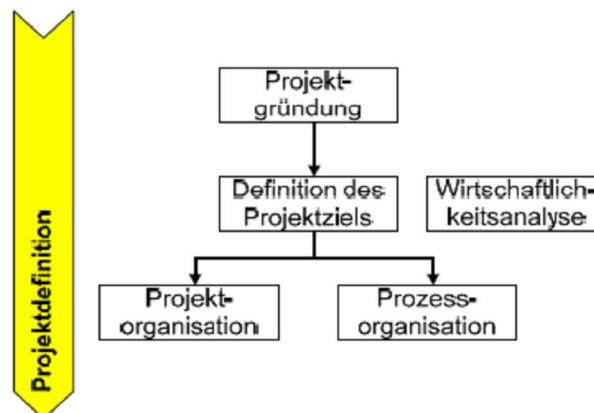 Projektdefinition
Projekt-
gründung
Definition des
Projektziels
Wirtschaftlich-
keitsanalyse
Projekt-
organisation
Prozess-
organisation